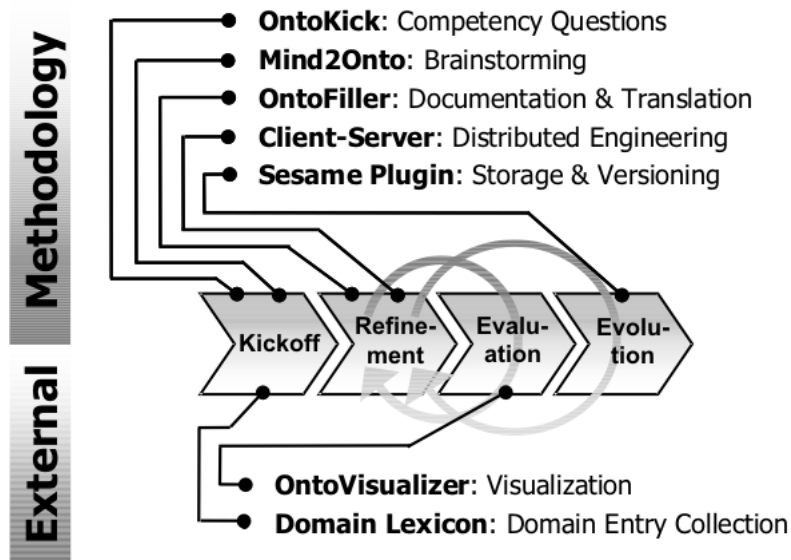 Methodology
OntoKick: Competency Questions
Mind2Onto: Brainstorming
OntoFiller: Documentation & Translation
Client-Server: Distributed Engineering
Sesame Plugin: Storage & Versioning
Kickoff
Refine-
ment
Evalu-
ation
Evolu-
tion
External
OntoVisualizer: Visualization
Domain Lexicon: Domain Entry Collection